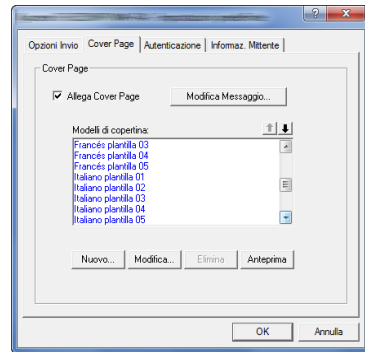 Opzioni Invio Cover Page Autenticazione Informaz. Mittente
Cover Page
Allega Cover Page Modifica Messaggio...
Modelli di copertina:
Francés plantilla 03
Francés plantilla 04
Francés plantilla 05
Italiano plantilla 01
Italiano plantilla 02
Italiano plantilla 03
Italiano plantilla 04
Italiano plantilla 05
Nuovo... Modifica... Elimina Anteprima
OK Annulla